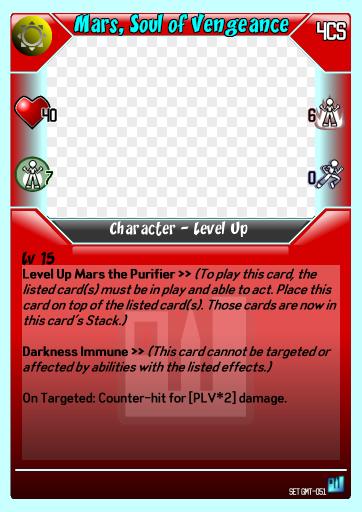 Mars, Soul of Vengeance
4CS
40
6
7
0
Character - Level Up
Lv 15
Level Up Mars the Purifier >> (To play this card, the
listed card(s) must be in play and able to act. Place this
card on top of the listed card(s). Those cards are now in
this card's Stack.)
Darkness Immune >> (This card cannot be targeted or
affected by abilities with the listed effects.)
On Targeted: Counter-hit for [PLV*2] damage.
SET GMT-051